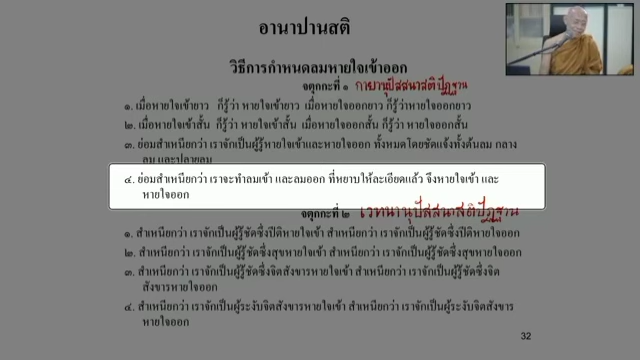 อานาปานสติ
วิธีการกำหนดลมหายใจเข้าออก
จตุกกะที่ ๑ กายานุปัสสนาสติปัฏฐาน
๑. เมื่อหายใจเข้ายาว ก็รู้ว่า หายใจเข้ายาว เมื่อหายใจออกยาว ก็รู้ว่าหายใจออกยาว
๒. เมื่อหายใจเข้าสั้น ก็รู้ว่า หายใจเข้าสั้น เมื่อหายใจออกสั้น ก็รู้ว่า หายใจออกสั้น
๓. ย่อมสำเหนียกว่า เราจักเป็นผู้รู้หายใจเข้าและหายใจออก ทั้งหมดโดยชัดแจ้งทั้งต้นลม กลาง
ลม และปลายลม
๔. ย่อมสำเหนียกว่า เราจะทำลมเข้า และลมออก ที่หยาบให้ละเอียดแล้ว จึงหายใจเข้า และ
หายใจออก
จตุกกะที่ ๒ เวทนานุปัสสนาสติปัฏฐาน
๑. สำเหนียกว่า เราจักเป็นผู้รู้ชัดซึ่งปีติหายใจเข้า สำเหนียกว่า เราจักเป็นผู้รู้ชัดซึ่งปีติหายใจออก
๒. สำเหนียกว่า เราจักเป็นผู้รู้ชัดซึ่งสุขหายใจเข้า สำเหนียกว่า เราจักเป็นผู้รู้ชัดซึ่งสุขหายใจออก
๓. สำเหนียกว่า เราจักเป็นผู้รู้ชัดซึ่งจิตสังขารหายใจเข้า สำเหนียกว่า เราจักเป็นผู้รู้ชัดซึ่งจิต
สังขารหายใจออก
๔. สำเหนียกว่า เราจักเป็นผู้ระงับจิตสังขารหายใจเข้า สำเหนียกว่า เราจักเป็นผู้ระงับจิตสังขาร
หายใจออก
32